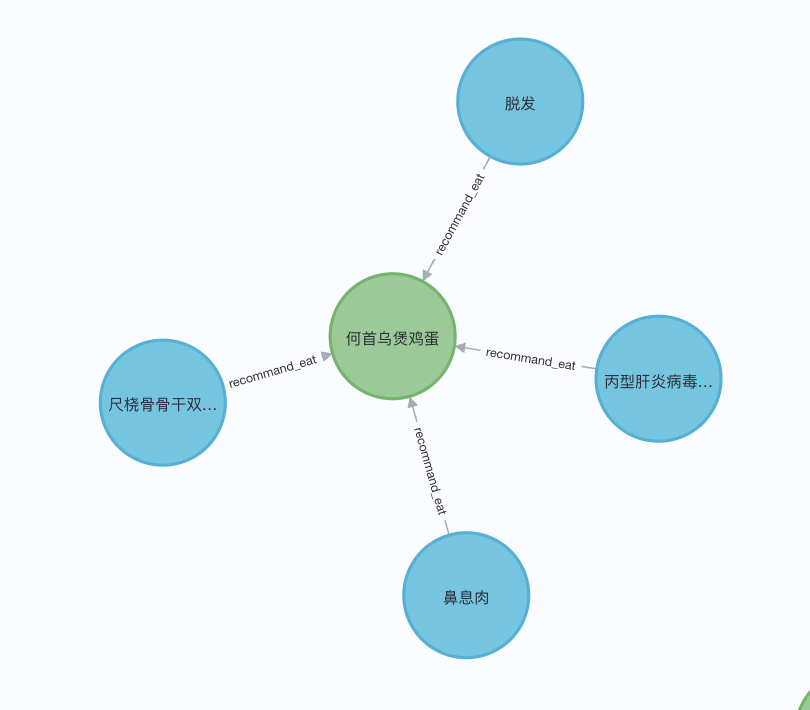 脱发
recommand_eat
何首乌煲鸡蛋
recommand_eat
丙型肝炎病毒...
recommand_eat
尺桡骨骨干双...
recommand_eat
鼻息肉